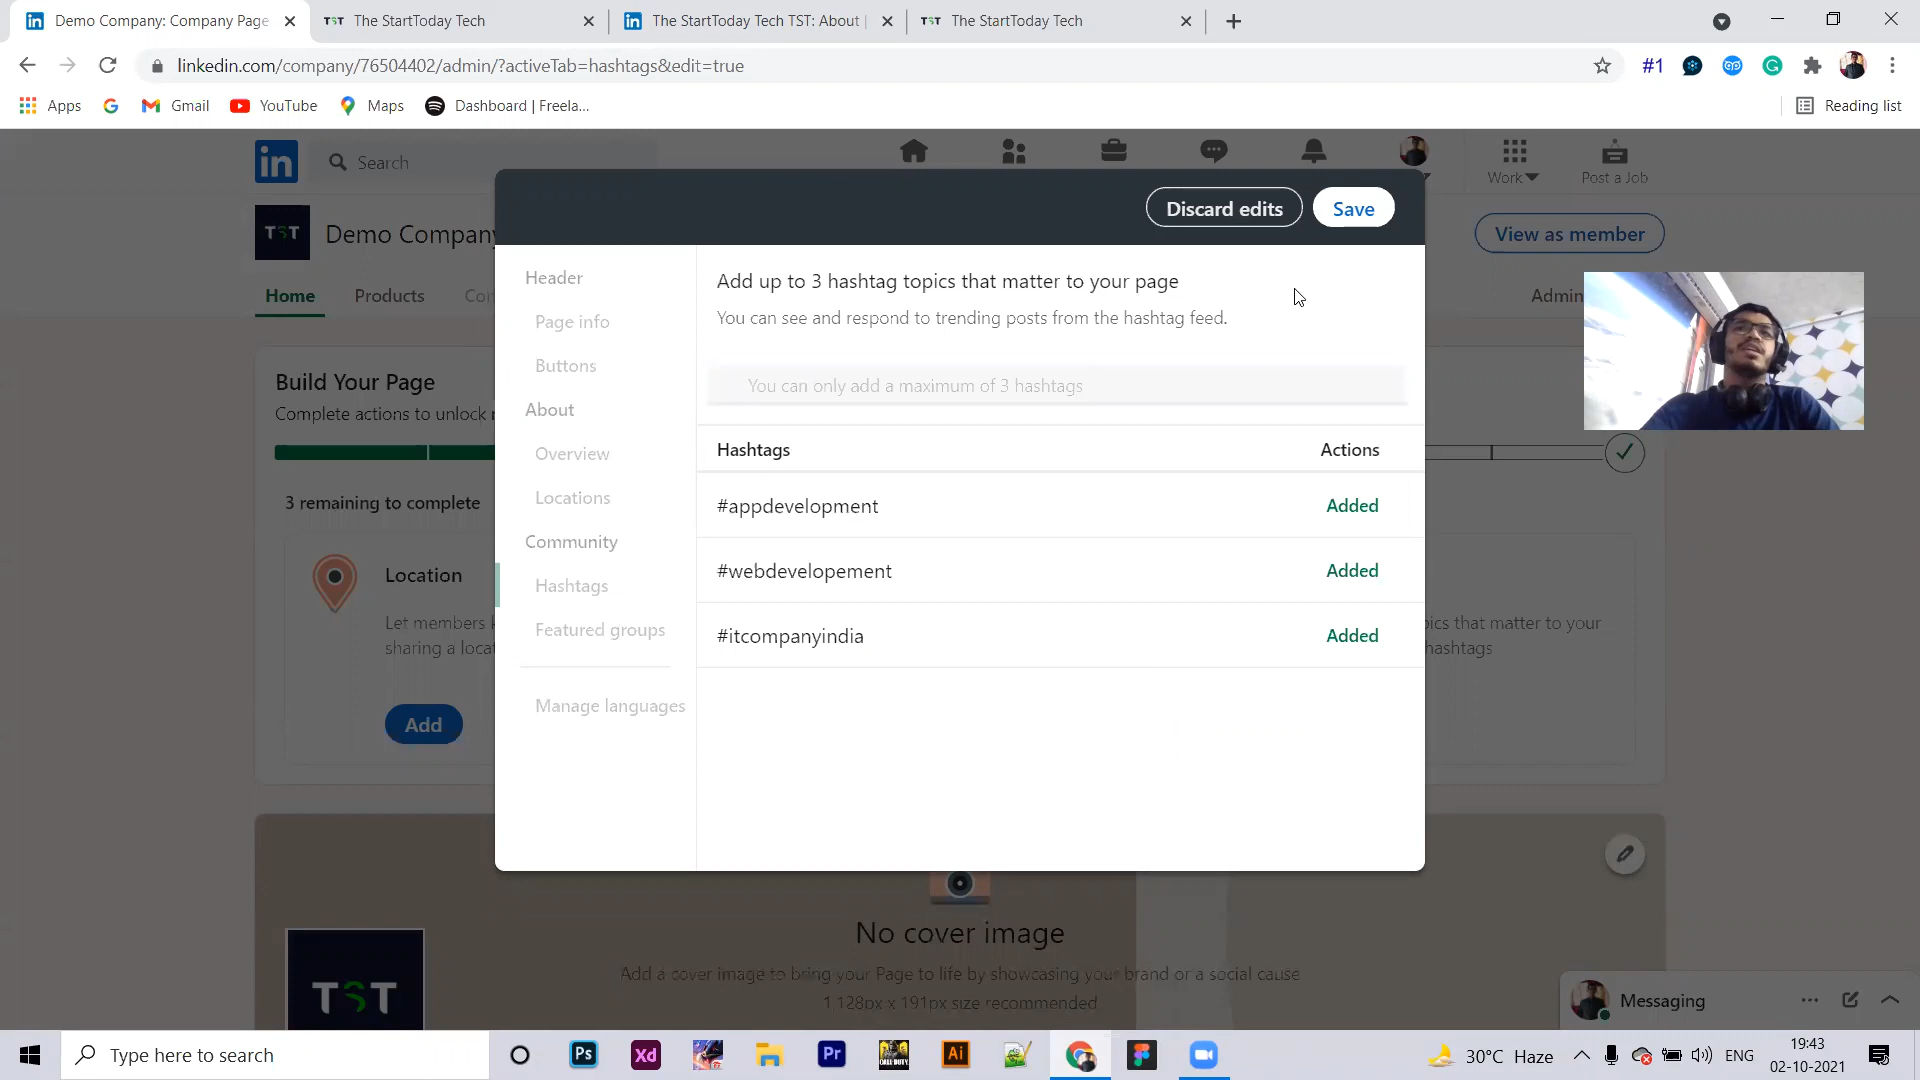 Demo Company: Company Page
The StartToday Tech
The StartToday Tech TST: About |
The StartToday Tech
linkedin.com/company/76504402/admin/?activeTab=hashtags&edit=true
#1
Apps
Gmail
YouTube
Maps
Dashboard | Freela...
Reading list
in
Search
Work
Post a Job
Discard edits
Save
TST
Demo Company
View as member
Home
Products
Admin
Header
Page info
Buttons
About
Overview
Locations
Community
Hashtags
Featured groups
Manage languages
Add up to 3 hashtag topics that matter to your page
You can see and respond to trending posts from the hashtag feed.
You can only add a maximum of 3 hashtags
Hashtags
Actions
#appdevelopment
Added
#webdevelopement
Added
#itcompanyindia
Added
Build Your Page
Complete actions to unlock
3 remaining to complete
Location
Let members
sharing a
Add
ics that matter to your
hashtags
No cover image
Add a cover image to bring your Page to life by showcasing your brand or a social cause
1,128px x 191px size recommended
TST
Messaging
Type here to search
Ps
Xd
Pr
Ai
30°C Haze
ENG
19:43
02-10-2021